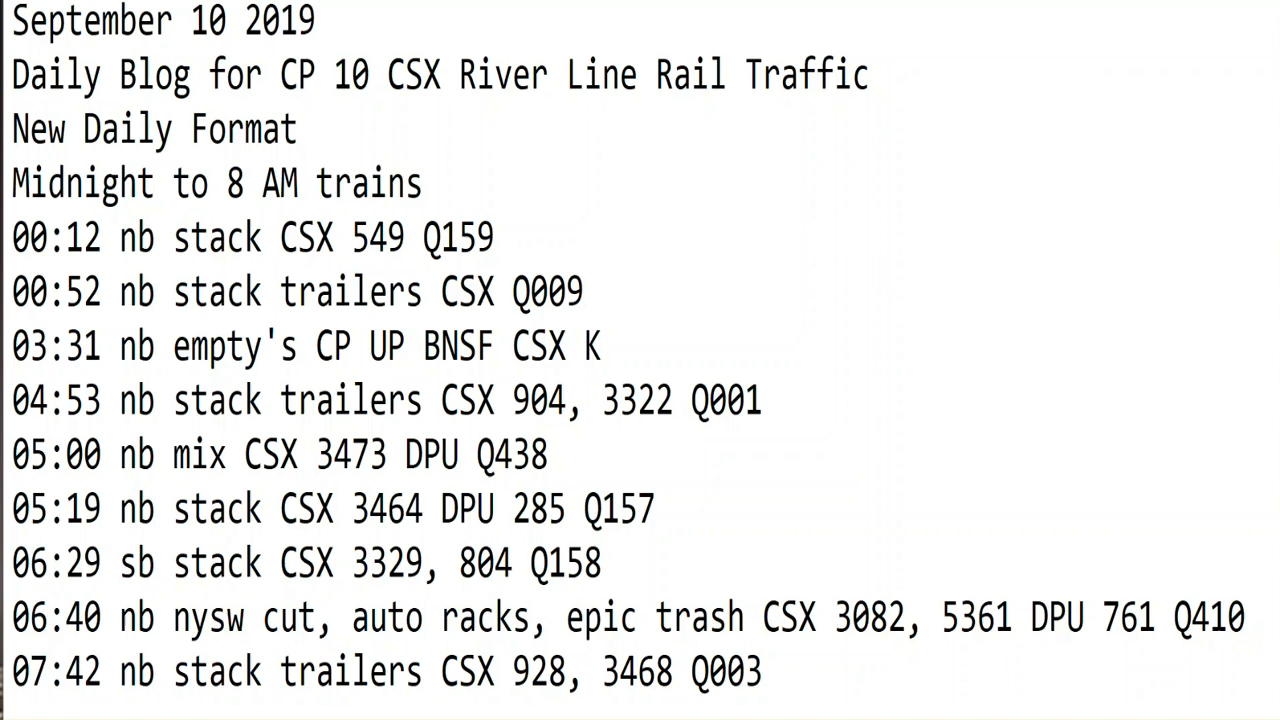 September 10 2019
Daily Blog for CP 10 CSX River Line Rail Traffic
New Daily Format
Midnight to 8 AM trains
00:12 nb stack CSX 549 Q159
00:52 nb stack trailers CSX Q009
03:31 nb empty's CP UP BNSF CSX K
04:53 nb stack trailers CSX 904, 3322 Q001
05:00 nb mix CSX 3473 DPU Q438
05:19 nb stack CSX 3464 DPU 285 Q157
06:29 sb stack CSX 3329, 804 Q158
06:40 nb nysw cut, auto racks, epic trash CSX 3082, 5361 DPU 761 Q410
07:42 nb stack trailers CSX 928, 3468 Q003